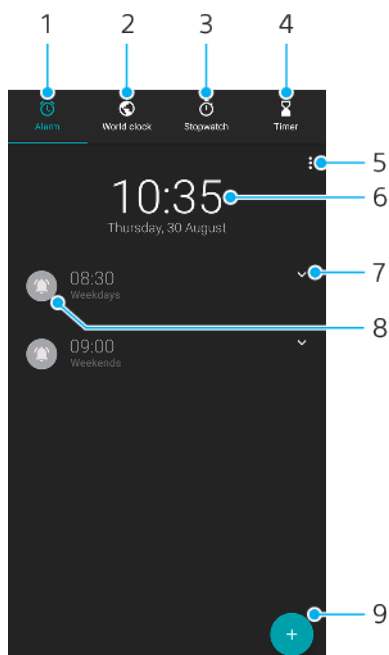 1 2 3 4
Alarm World clock Stopwatch Timer
5
10:35
6
Thursday, 30 August
08:30
7
Weekdays
8
09:00
Weekends
9
+